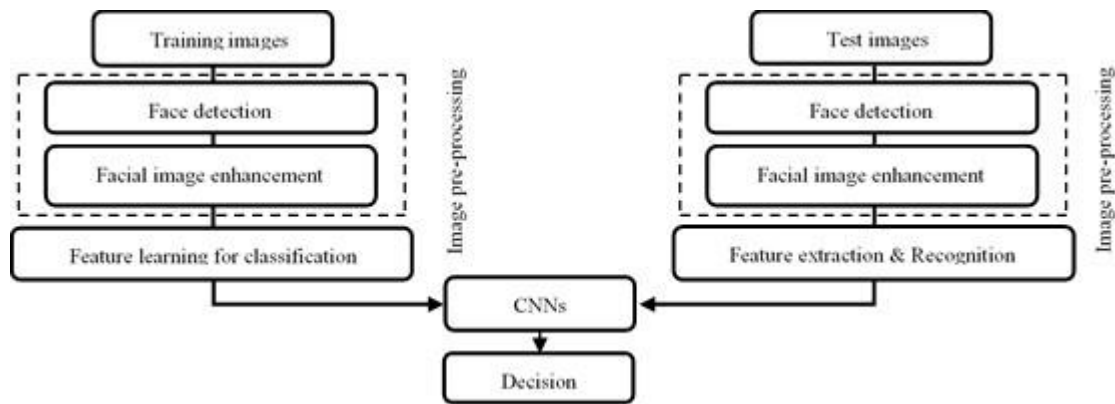 Training images
Face detection
Facial image enhancement
Image pre-processing
Feature learning for classification
Test images
Face detection
Facial image enhancement
Image pre-processing
Feature extraction & Recognition
CNNs
Decision